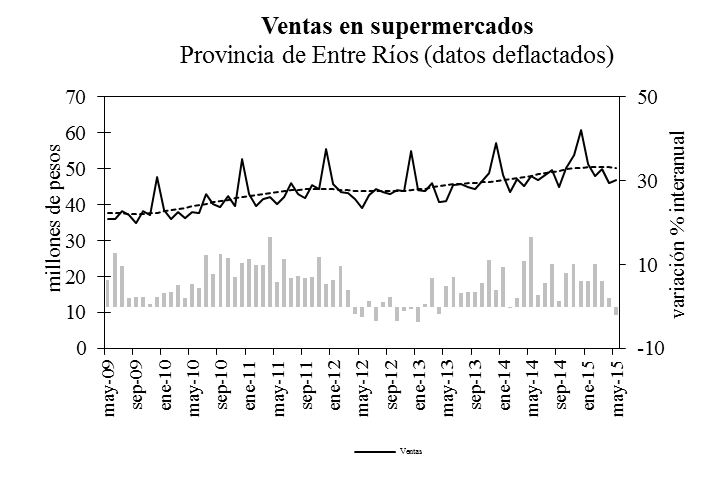 Ventas en supermercados
Provincia de Entre Ríos (datos deflactados)
70
60
50
40
30
20
10
0
millones de pesos
50
30
10
-10
variación % interanual
may-09
sep-09
ene-10
may-10
sep-10
ene-11
may-11
sep-11
ene-12
may-12
sep-12
ene-13
may-13
sep-13
ene-14
may-14
sep-14
ene-15
may-15
Ventas